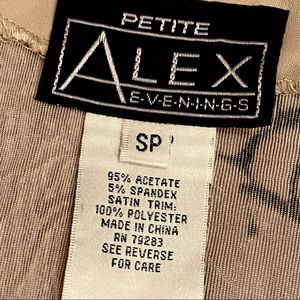 PETITE
ALEX
E·V·E·N·I·N·G·S
SP
95% ACETATE
5% SPANDEX
SATIN TRIM:
100% POLYESTER
MADE IN CHINA
RN 79283
SEE REVERSE
FOR CARE